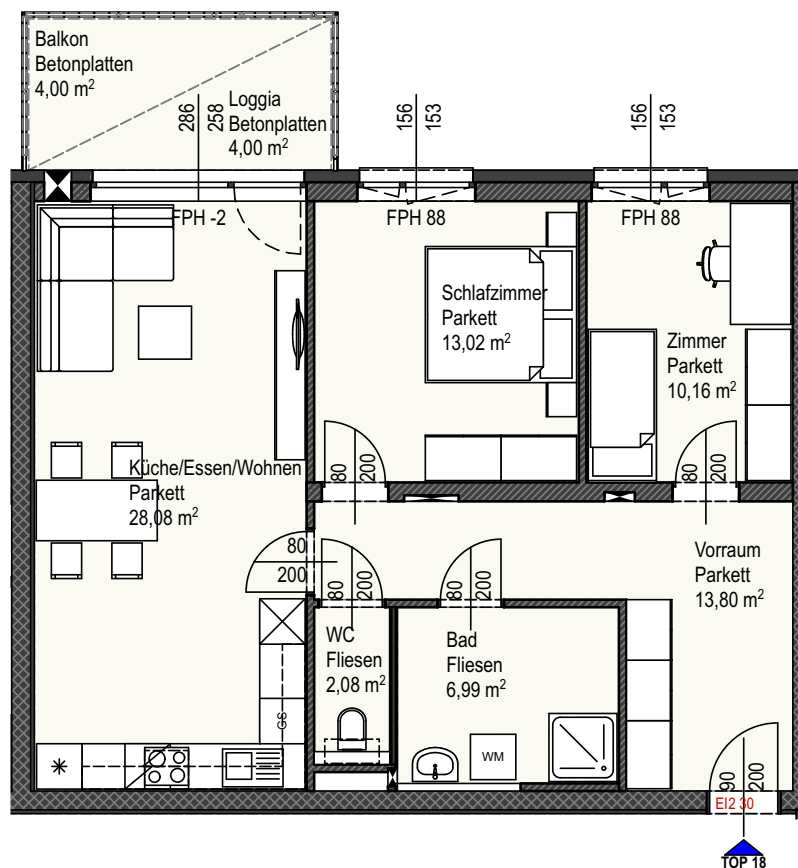 Balkon
Betonplatten
4,00 m²
Loggia
Betonplatten
4,00 m²
286
258
156
153
156
153
FPH -2
FPH 88
FPH 88
Schlafzimmer
Parkett
13,02 m²
Zimmer
Parkett
10,16 m²
80
200
80
200
Küche/Essen/Wohnen
Parkett
28,08 m²
80
200
80
200
80
200
Vorraum
Parkett
13,80 m²
WC
Fliesen
2,08 m²
Bad
Fliesen
6,99 m²
GS
WM
90
200
EI2 30
TOP 18